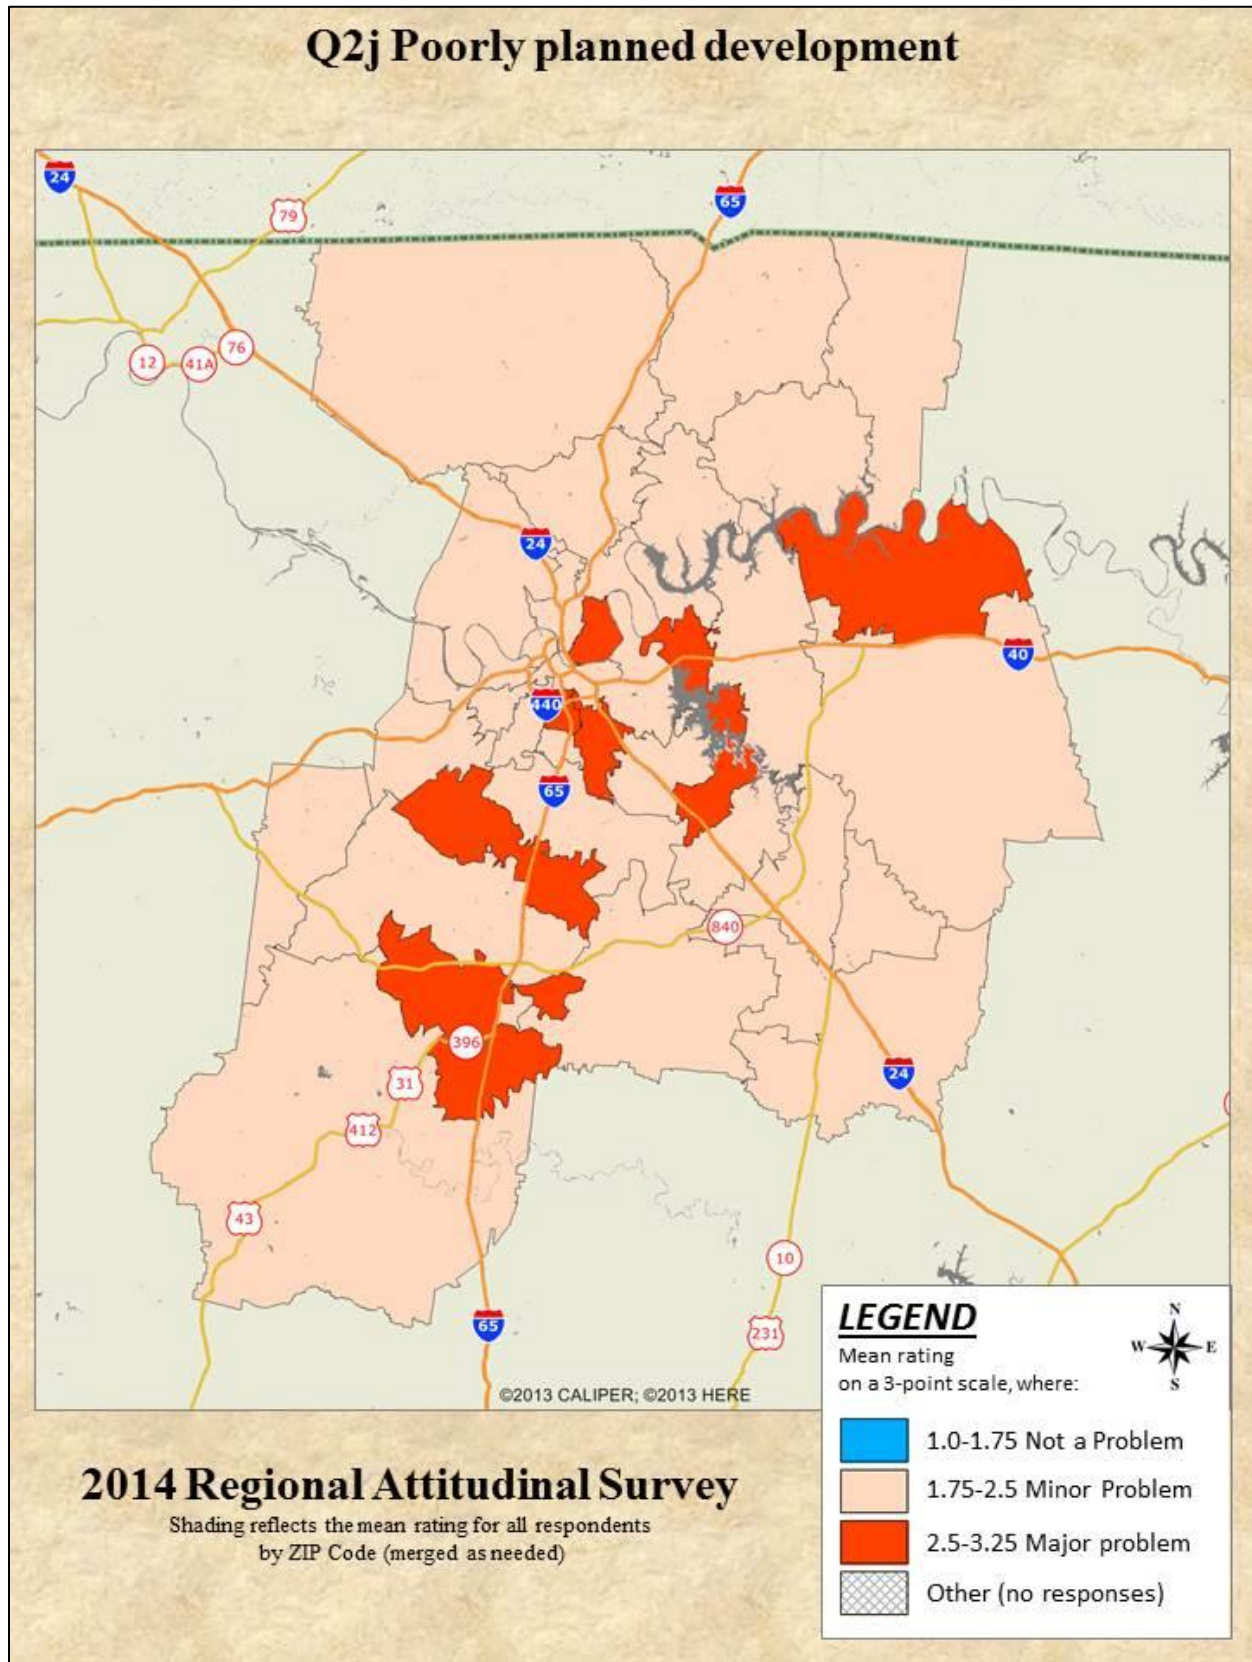 Q2j Poorly planned development
24
79
65
12
41A
76
24
40
440
65
840
396
31
24
412
43
10
231
65
©2013 CALIPER; ©2013 HERE
LEGEND
Mean rating
on a 3-point scale, where:
N
W E
S
1.0-1.75 Not a Problem
1.75-2.5 Minor Problem
2.5-3.25 Major problem
Other (no responses)
2014 Regional Attitudinal Survey
Shading reflects the mean rating for all respondents
by ZIP Code (merged as needed)